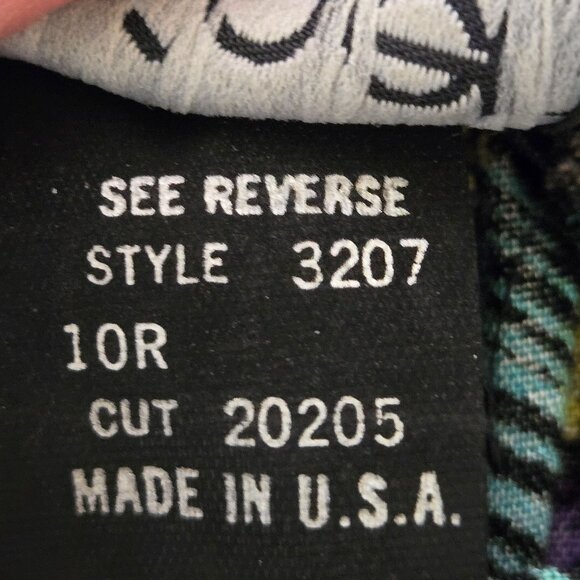 SEE REVERSE
STYLE 3207
10R
CUT 20205
MADE IN U.S.A.